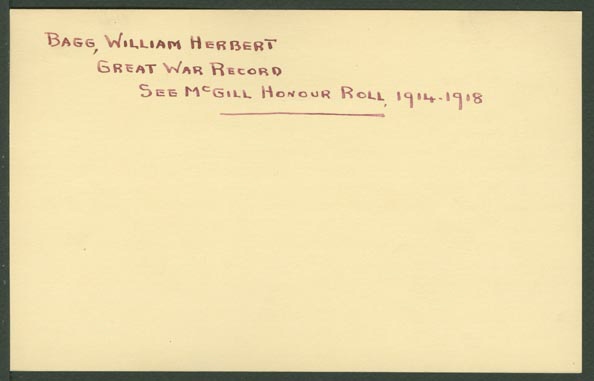 BAGG, WILLIAM HERBERT
GREAT WAR RECORD
SEE McGILL HONOUR ROLL, 1914-1918